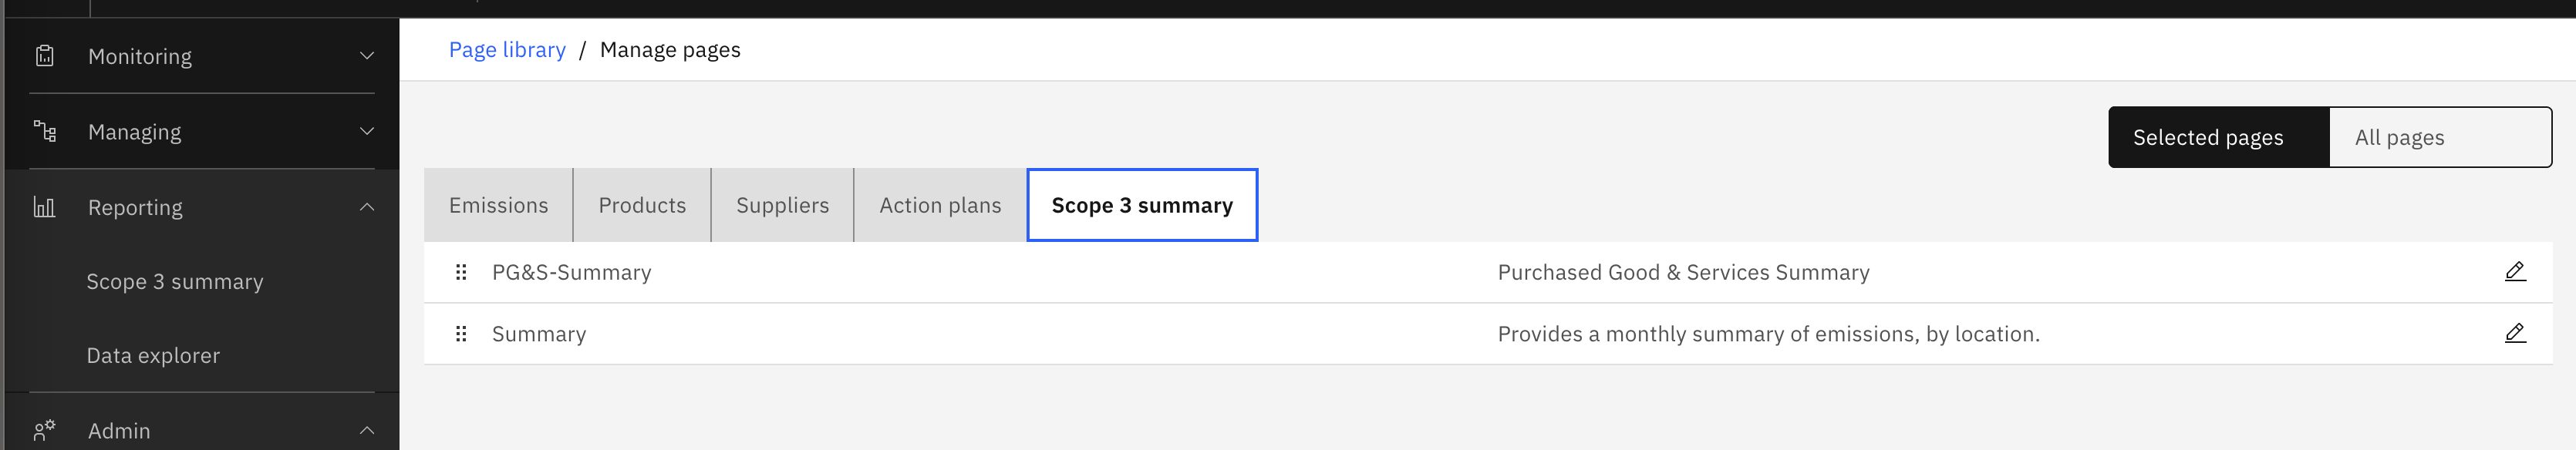 Monitoring
Managing
Reporting
Scope 3 summary
Data explorer
Admin
Page library / Manage pages
Selected pages
All pages
Emissions
Products
Suppliers
Action plans
Scope 3 summary
PG&S-Summary
Purchased Good & Services Summary
Summary
Provides a monthly summary of emissions, by location.